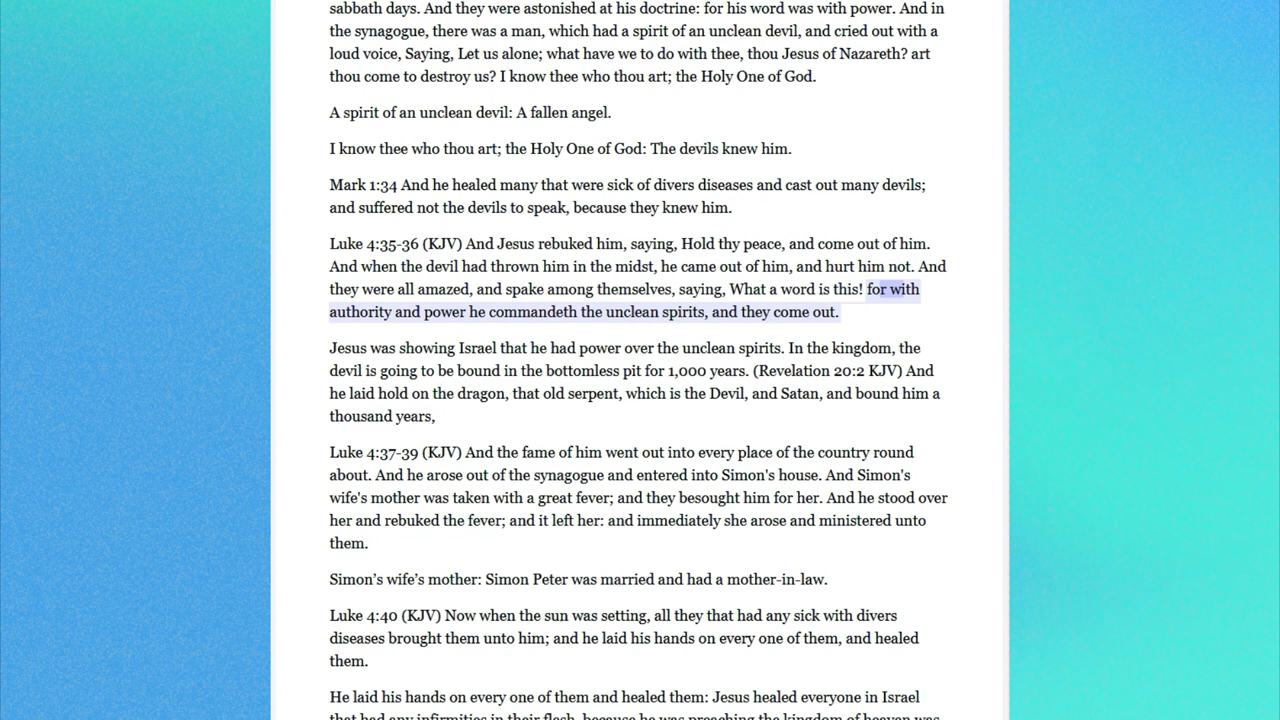 sabbath days. And they were astonished at his doctrine: for his word was with power. And in
the synagogue, there was a man, which had a spirit of an unclean devil, and cried out with a
loud voice, Saying, Let us alone; what have we to do with thee, thou Jesus of Nazareth? art
thou come to destroy us? I know thee who thou art; the Holy One of God.
A spirit of an unclean devil: A fallen angel.
I know thee who thou art; the Holy One of God: The devils knew him.
Mark 1:34 And he healed many that were sick of divers diseases and cast out many devils;
and suffered not the devils to speak, because they knew him.
Luke 4:35-36 (KJV) And Jesus rebuked him, saying, Hold thy peace, and come out of him.
And when the devil had thrown him in the midst, he came out of him, and hurt him not. And
they were all amazed, and spake among themselves, saying, What a word is this! for with
authority and power he commandeth the unclean spirits, and they come out.
Jesus was showing Israel that he had power over the unclean spirits. In the kingdom, the
devil is going to be bound in the bottomless pit for 1,000 years. (Revelation 20:2 KJV) And
he laid hold on the dragon, that old serpent, which is the Devil, and Satan, and bound him a
thousand years,
Luke 4:37-39 (KJV) And the fame of him went out into every place of the country round
about. And he arose out of the synagogue and entered into Simon's house. And Simon's
wife's mother was taken with a great fever; and they besought him for her. And he stood over
her and rebuked the fever; and it left her: and immediately she arose and ministered unto
them.
Simon’s wife’s mother: Simon Peter was married and had a mother-in-law.
Luke 4:40 (KJV) Now when the sun was setting, all they that had any sick with divers
diseases brought them unto him; and he laid his hands on every one of them, and healed
them.
He laid his hands on every one of them and healed them: Jesus healed everyone in Israel
that had any infirmities in their flesh, because he was preaching the kingdom of heaven was